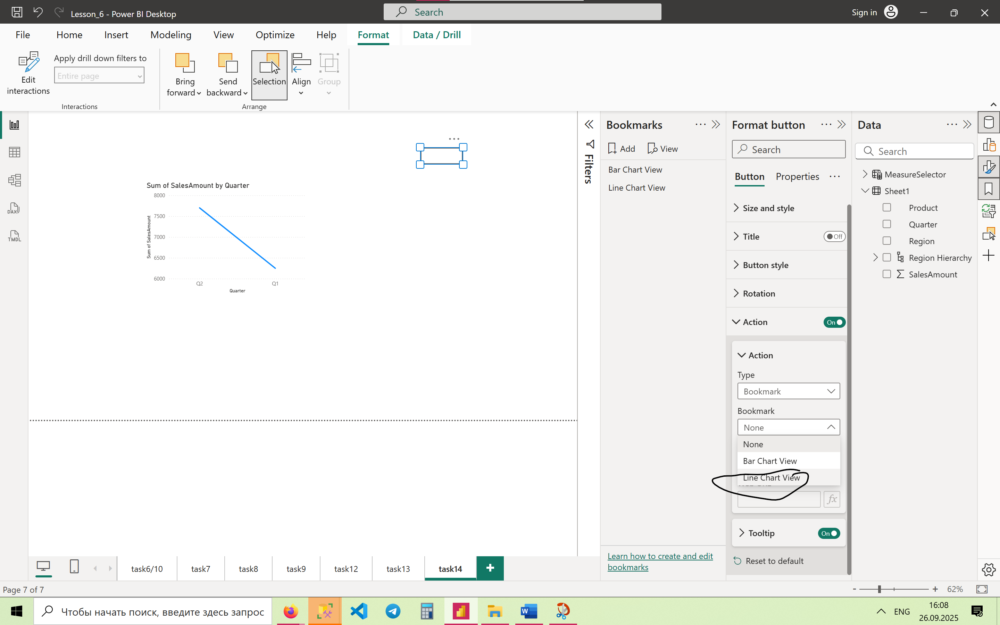 Lesson_6 - Power BI Desktop
Search
Sign in
File
Home
Insert
Modeling
View
Optimize
Help
Format
Data / Drill
Edit
interactions
Apply drill down filters to
Entire page
Interactions
Bring
forward
Send
backward
Selection
Align
Group
Arrange
DAX
TMDL
Sum of SalesAmount by Quarter
Sum of SalesAmount
8000
7500
7000
6500
6000
Q2
Q1
Quarter
Filters
Bookmarks
Add
View
Bar Chart View
Line Chart View
Learn how to create and edit
bookmarks
Format button
Search
Button
Properties
Size and style
Title
Off
Button style
Rotation
Action
On
Action
Type
Bookmark
Bookmark
None
None
Bar Chart View
Line Chart View
fx
Tooltip
On
Reset to default
Data
Search
MeasureSelector
Sheet1
Product
Quarter
Region
Region Hierarchy
SalesAmount
task6/10
task7
task8
task9
task12
task13
task14
Page 7 of 7
62%
Чтобы начать поиск, введите здесь запрос
ENG
16:08
26.09.2025